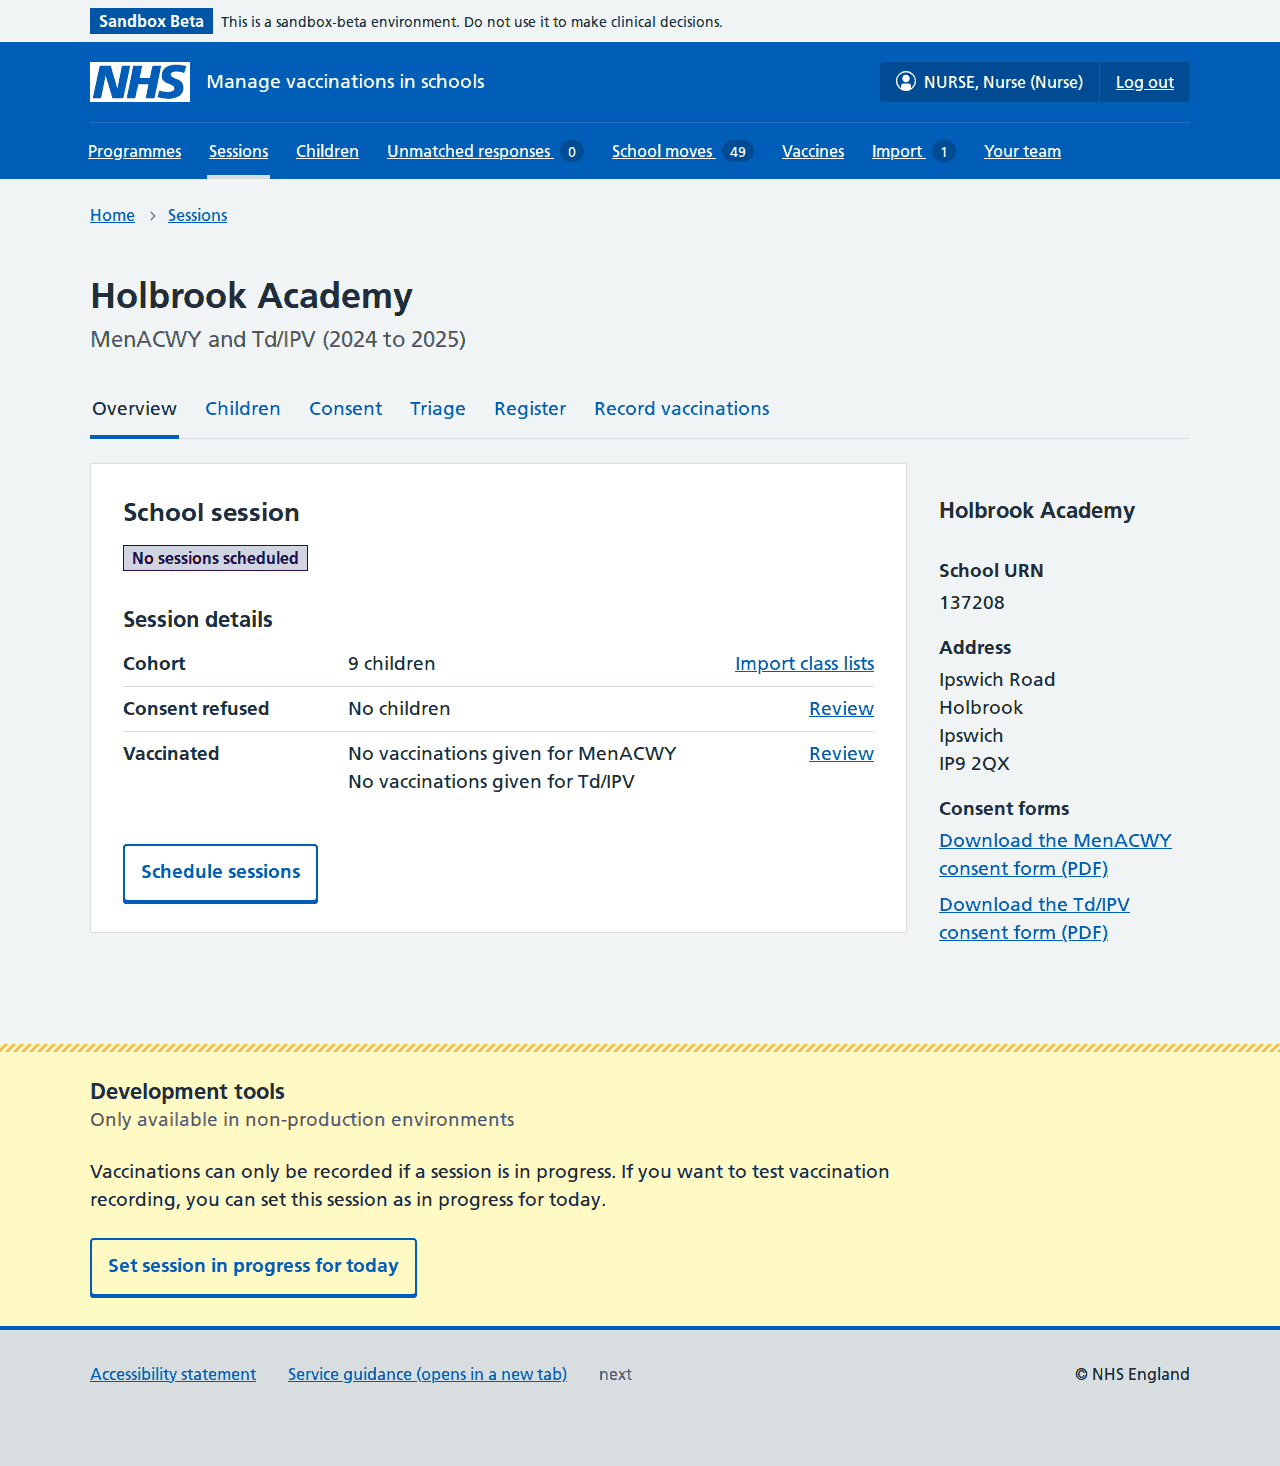 Sandbox Beta This is a sandbox-beta environment. Do not use it to make clinical decisions.
NHS Manage vaccinations in schools NURSE, Nurse (Nurse) Log out
Programmes Sessions Children Unmatched responses 0 School moves 49 Vaccines Import 1 Your team
Home Sessions
Holbrook Academy
MenACWY and Td/IPV (2024 to 2025)
Overview Children Consent Triage Register Record vaccinations
School session
No sessions scheduled
Session details
Cohort 9 children Import class lists
Consent refused No children Review
Vaccinated No vaccinations given for MenACWY Review
No vaccinations given for Td/IPV
Schedule sessions
Holbrook Academy
School URN
137208
Address
Ipswich Road
Holbrook
Ipswich
IP9 2QX
Consent forms
Download the MenACWY
consent form (PDF)
Download the Td/IPV
consent form (PDF)
Development tools
Only available in non-production environments
Vaccinations can only be recorded if a session is in progress. If you want to test vaccination
recording, you can set this session as in progress for today.
Set session in progress for today
Accessibility statement Service guidance (opens in a new tab) next © NHS England